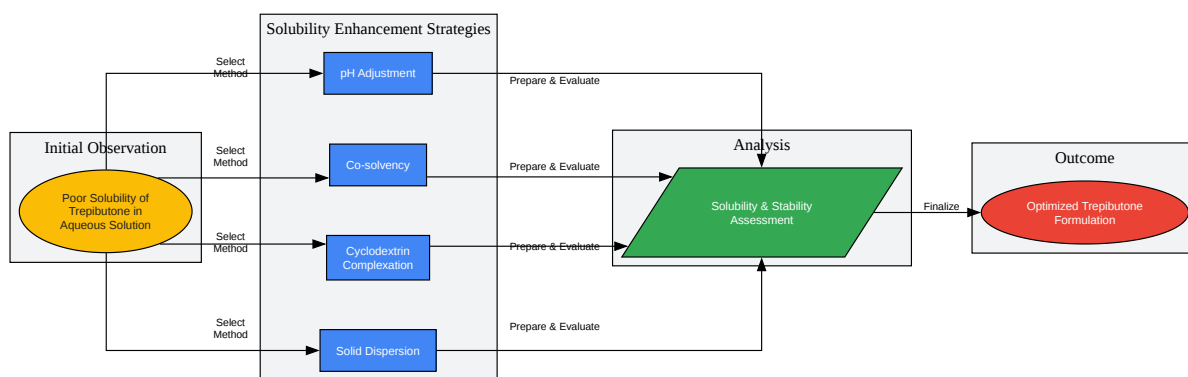 Initial Observation
Poor Solubility of
Trepibutone in
Aqueous Solution
Select
Method
Select
Method
Select
Method
Select
Method
Solubility Enhancement Strategies
pH Adjustment
Co-solvency
Cyclodextrin
Complexation
Solid Dispersion
Prepare & Evaluate
Prepare & Evaluate
Prepare & Evaluate
Prepare & Evaluate
Analysis
Solubility & Stability
Assessment
Finalize
Outcome
Optimized Trepibutone
Formulation